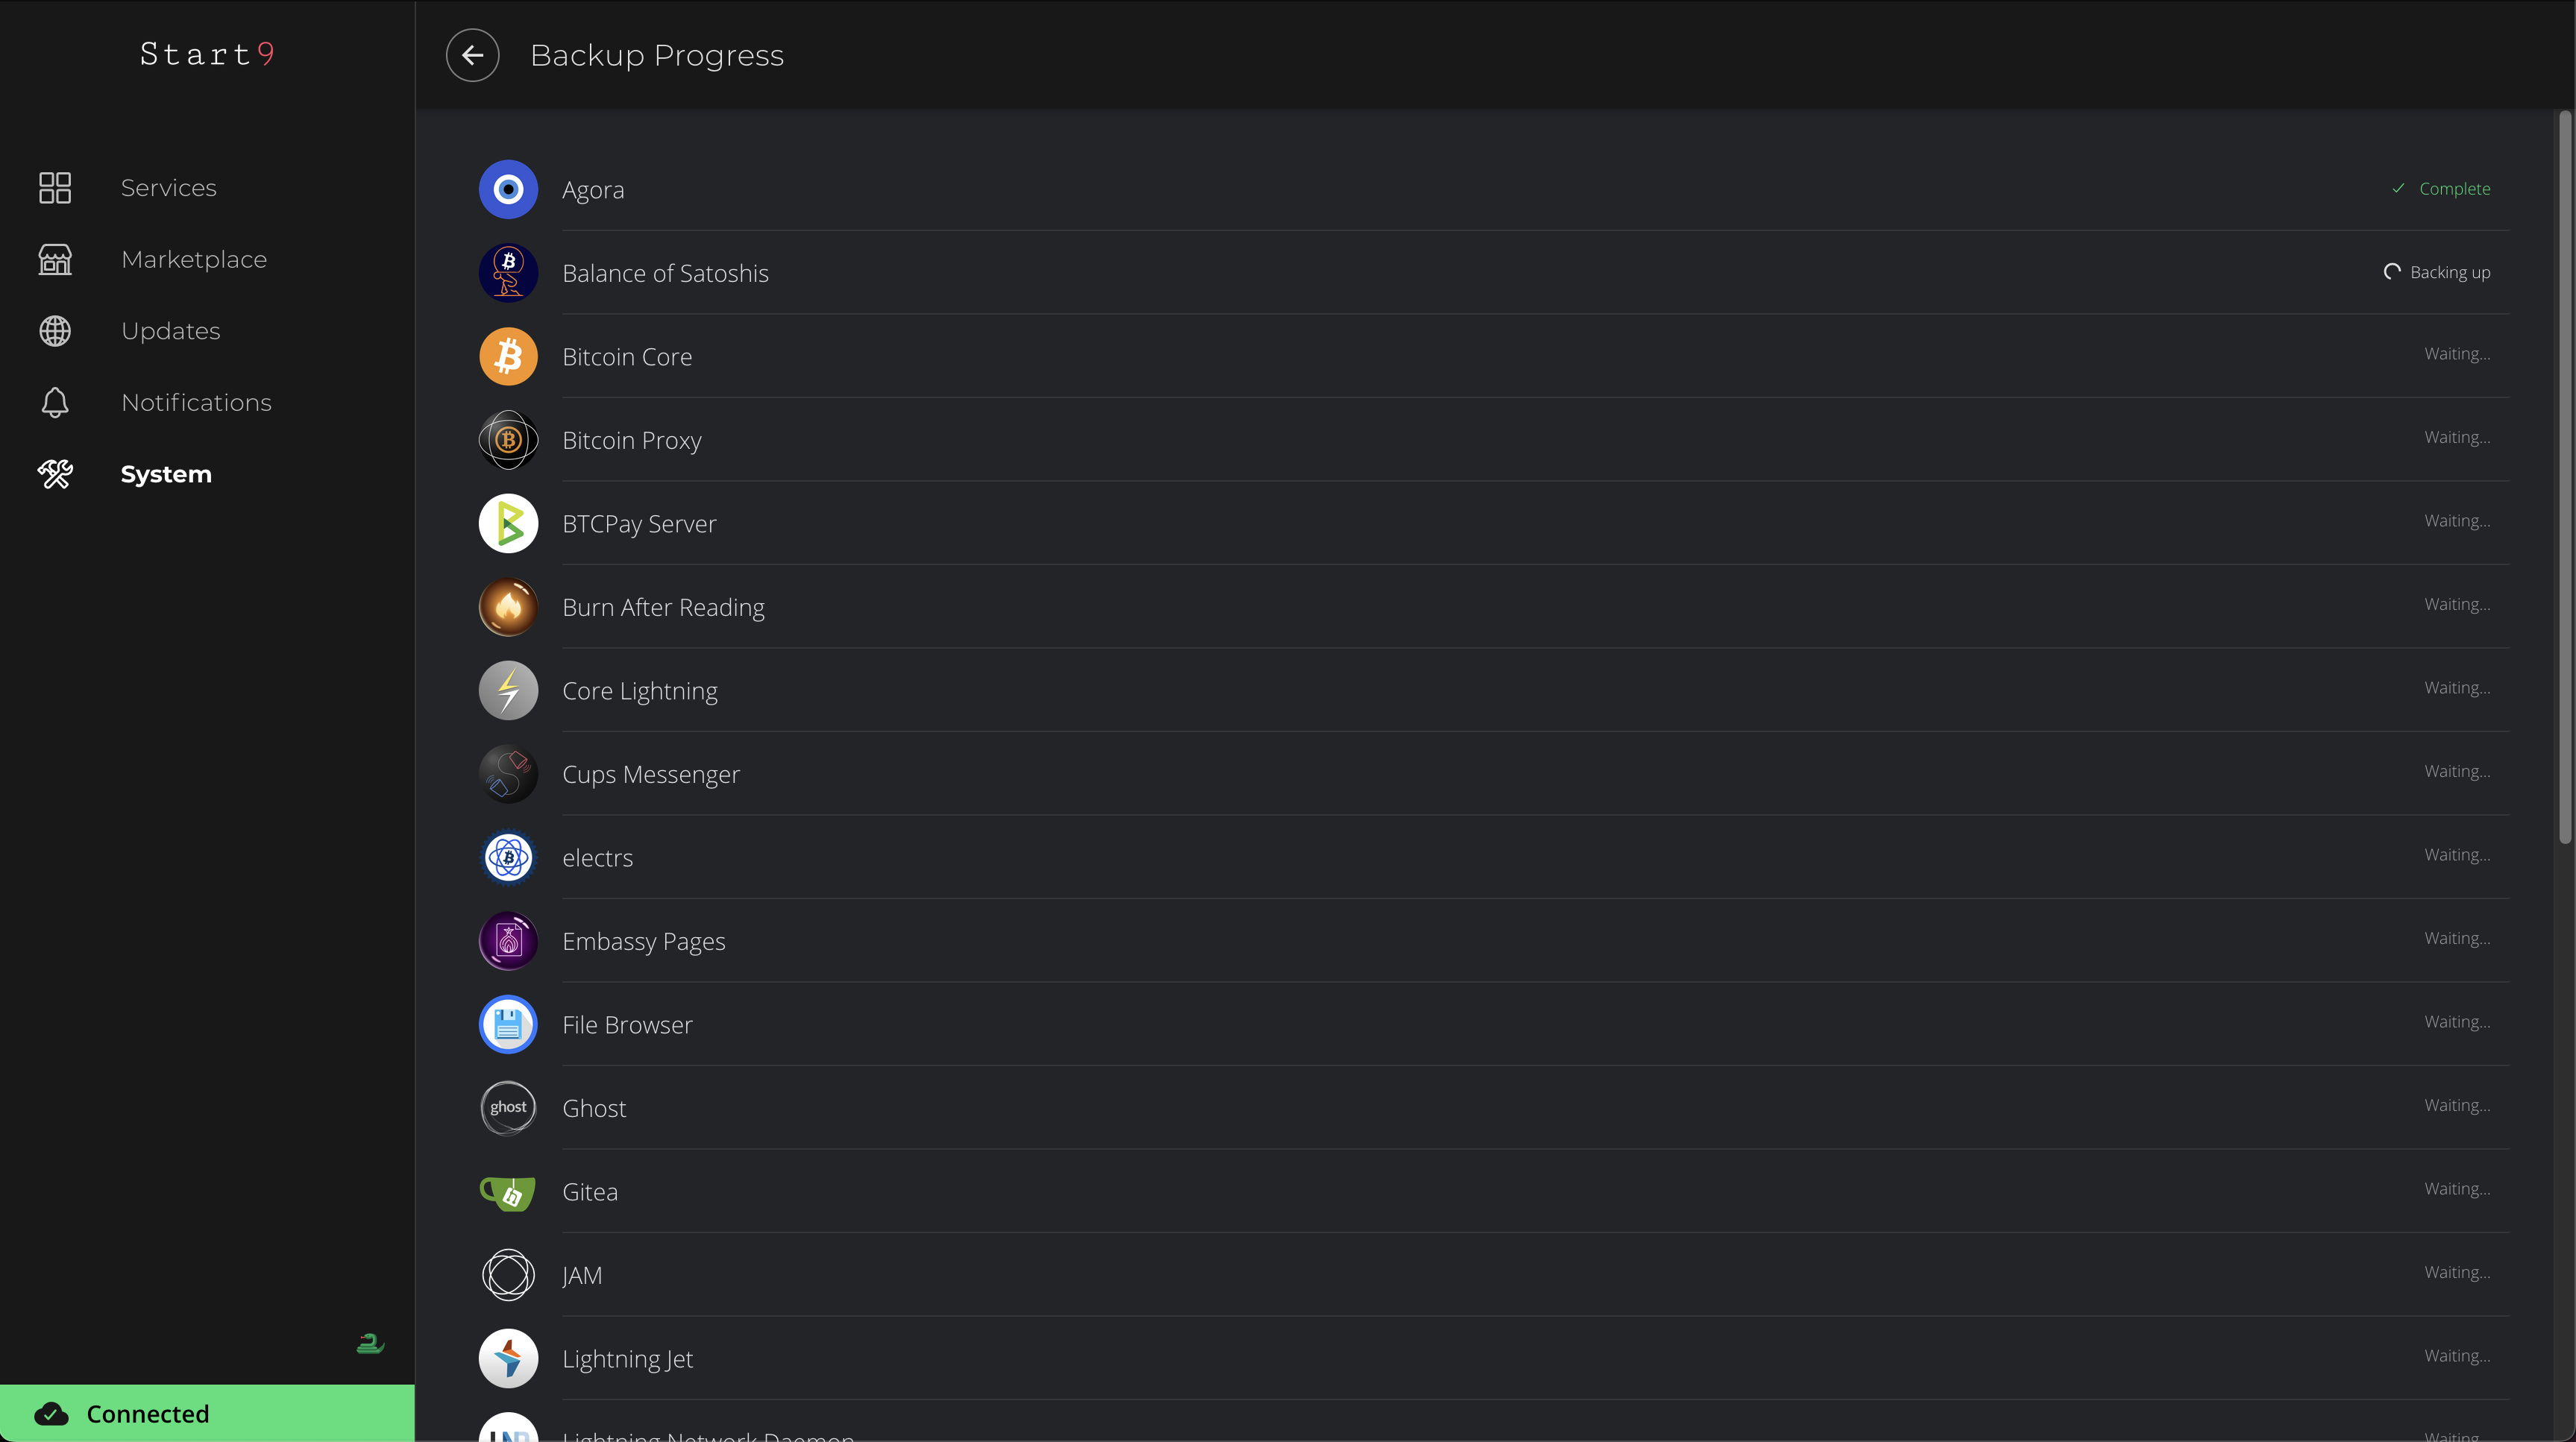 Start9
Services
Marketplace
Updates
Notifications
System
Connected
Backup Progress
Agora Complete
Balance of Satoshis Backing up
Bitcoin Core Waiting...
Bitcoin Proxy Waiting...
BTCPay Server Waiting...
Burn After Reading Waiting...
Core Lightning Waiting...
Cups Messenger Waiting...
electrs Waiting...
Embassy Pages Waiting...
File Browser Waiting...
ghost Ghost Waiting...
Gitea Waiting...
JAM Waiting...
Lightning Jet Waiting...
LND Lightning Network Daemon Waiting...